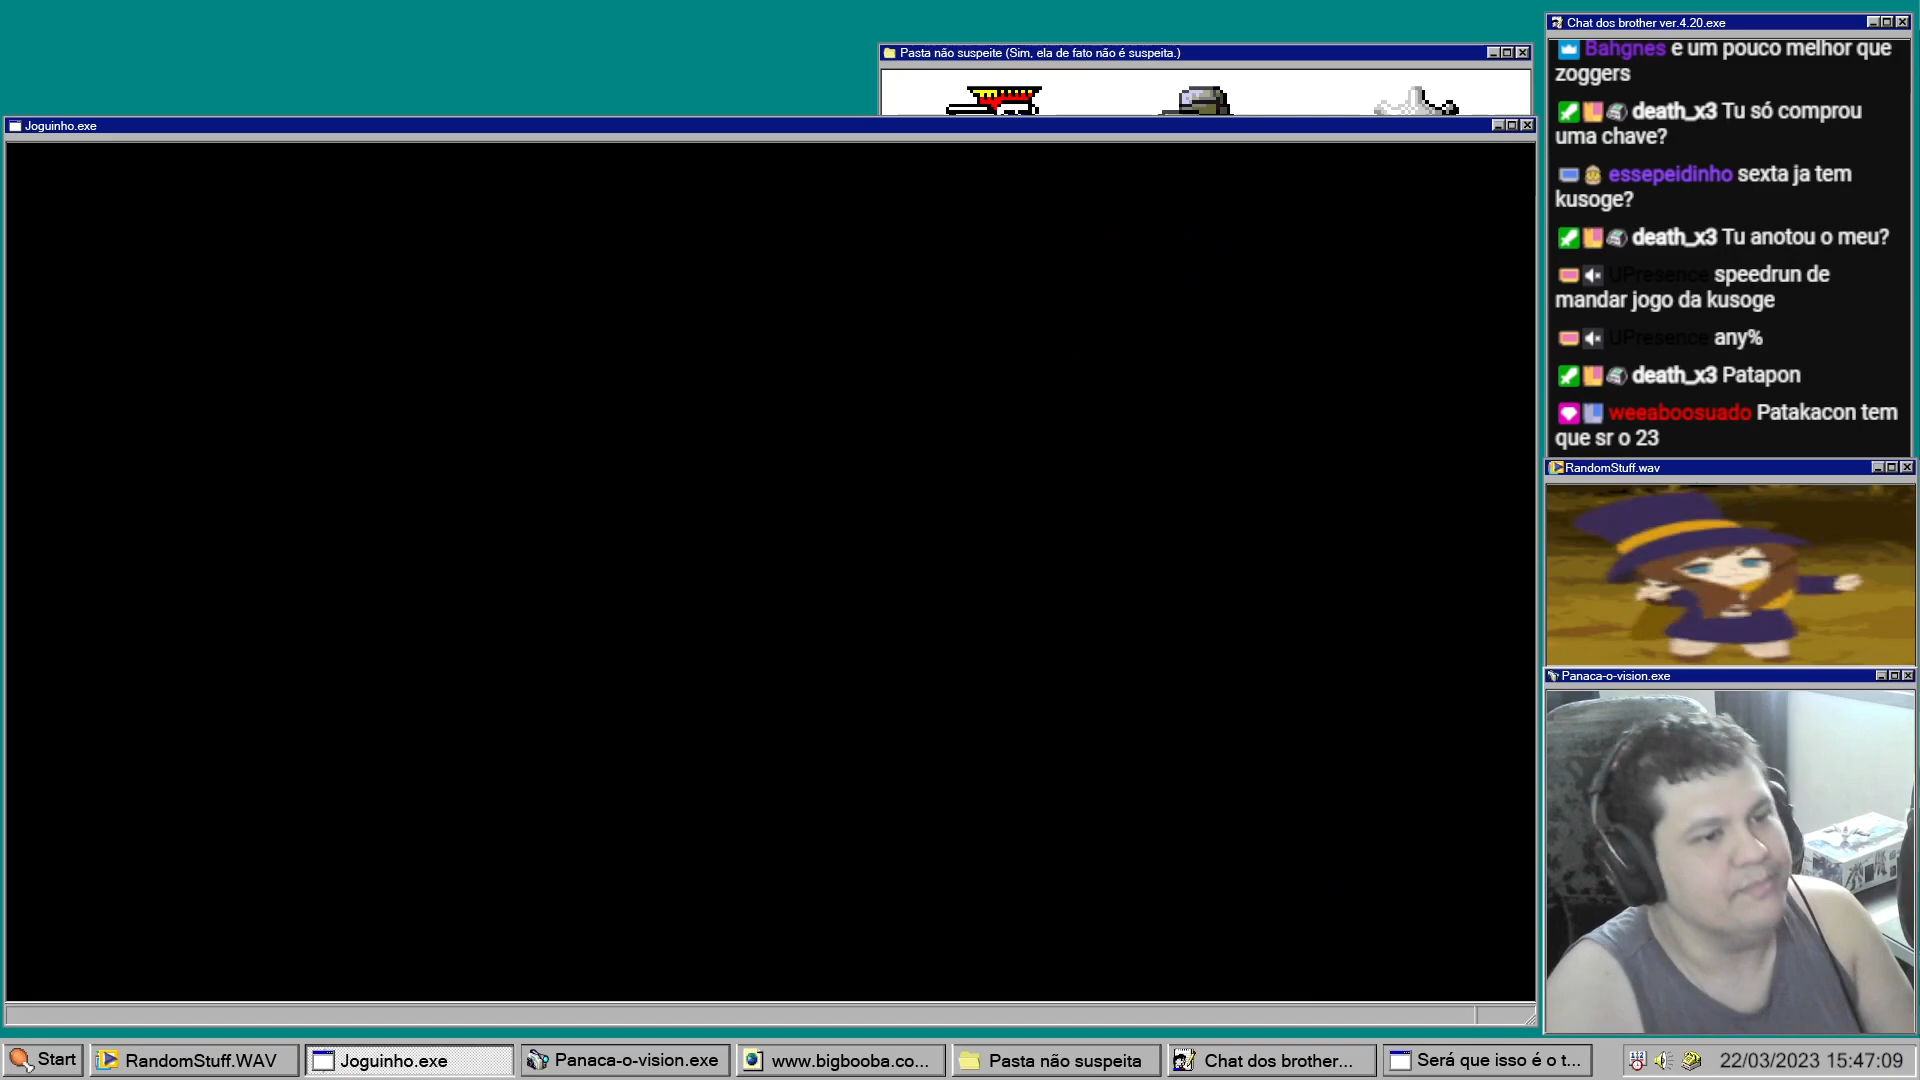 Chat dos brother ver.4.20.exe
Pasta não suspeite (Sim, ela de fato não é suspeita.)
Joguinho.exe
Bahgnes e um pouco melhor que
zoggers
death_x3 Tu só comprou
uma chave?
essepeidinho sexta ja tem
kusoge?
death_x3 Tu anotou o meu?
UPresence speedrun de
mandar jogo da kusoge
UPresence any%
death_x3 Patapon
weeaboosuado Patakacon tem
que sr o 23
RandomStuff.wav
Panaca-o-vision.exe
Start
RandomStuff.WAV
Joguinho.exe
Panaca-o-vision.exe
www.bigbooba.co...
Pasta não suspeita
Chat dos brother...
Será que isso é o t...
22/03/2023 15:47:09